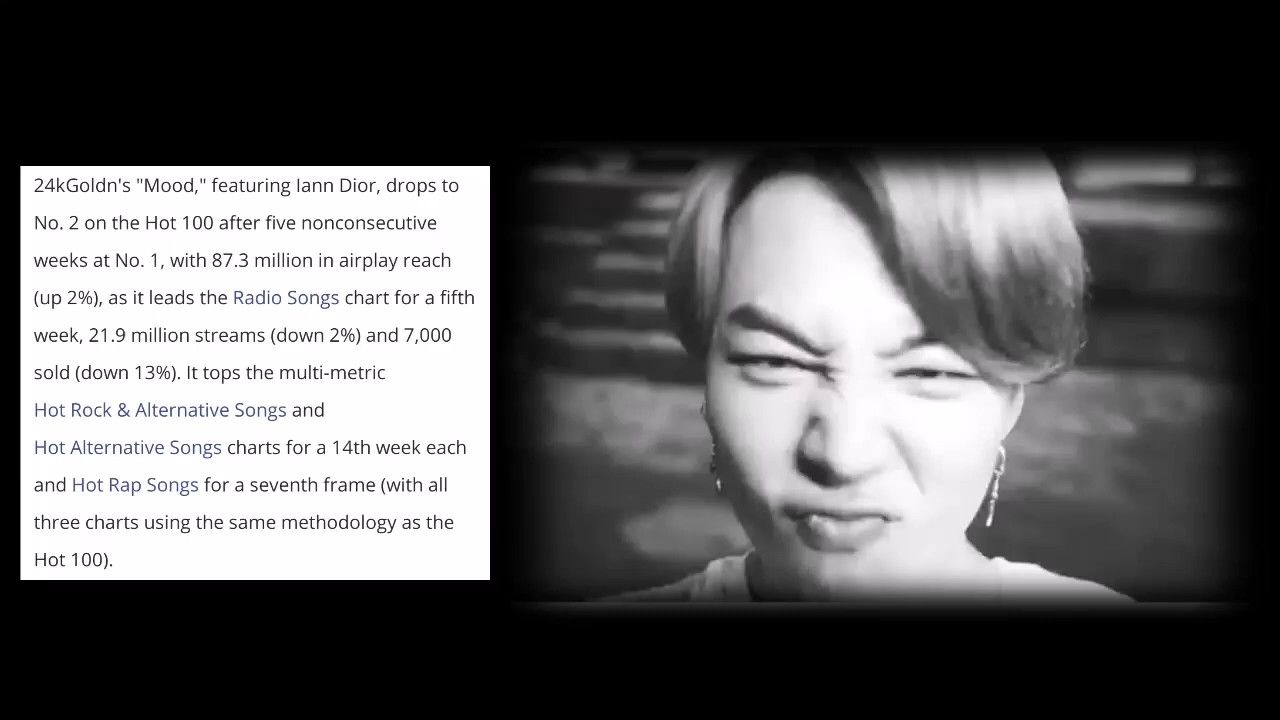 24kGoldn's "Mood," featuring Iann Dior, drops to
No. 2 on the Hot 100 after five nonconsecutive
weeks at No. 1, with 87.3 million in airplay reach
(up 2%), as it leads the Radio Songs chart for a fifth
week, 21.9 million streams (down 2%) and 7,000
sold (down 13%). It tops the multi-metric
Hot Rock & Alternative Songs and
Hot Alternative Songs charts for a 14th week each
and Hot Rap Songs for a seventh frame (with all
three charts using the same methodology as the
Hot 100).